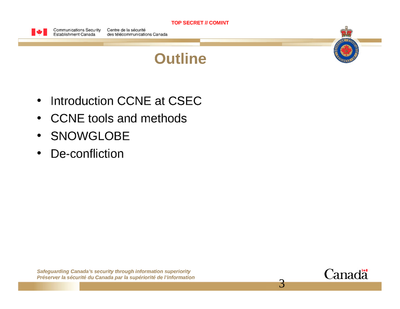 TOP SECRET // COMINT
Communications Security Centre de la sécurité
Establishment Canada des télécommunications Canada
Outline
• Introduction CCNE at CSEC
• CCNE tools and methods
• SNOWGLOBE
• De-confliction
Safeguarding Canada's security through information superiority
Préserver la sécurité du Canada par la supériorité de l'information
Canada
3